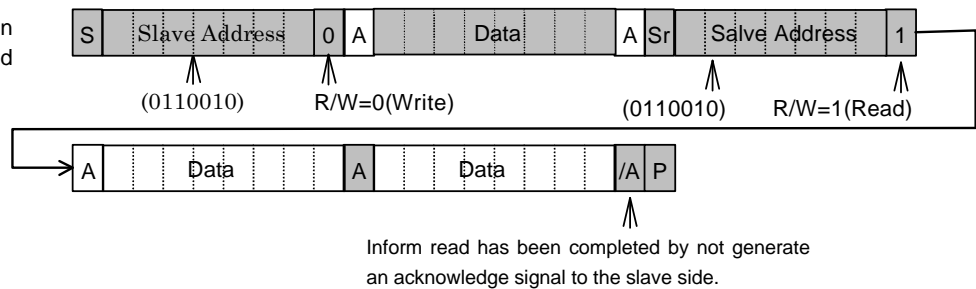 n
d
S Slave Address 0 A Data A Sr Salve Address 1
(0110010) R/W=0(Write) (0110010) R/W=1(Read)
A Data A Data /A P
Inform read has been completed by not generate
an acknowledge signal to the slave side.